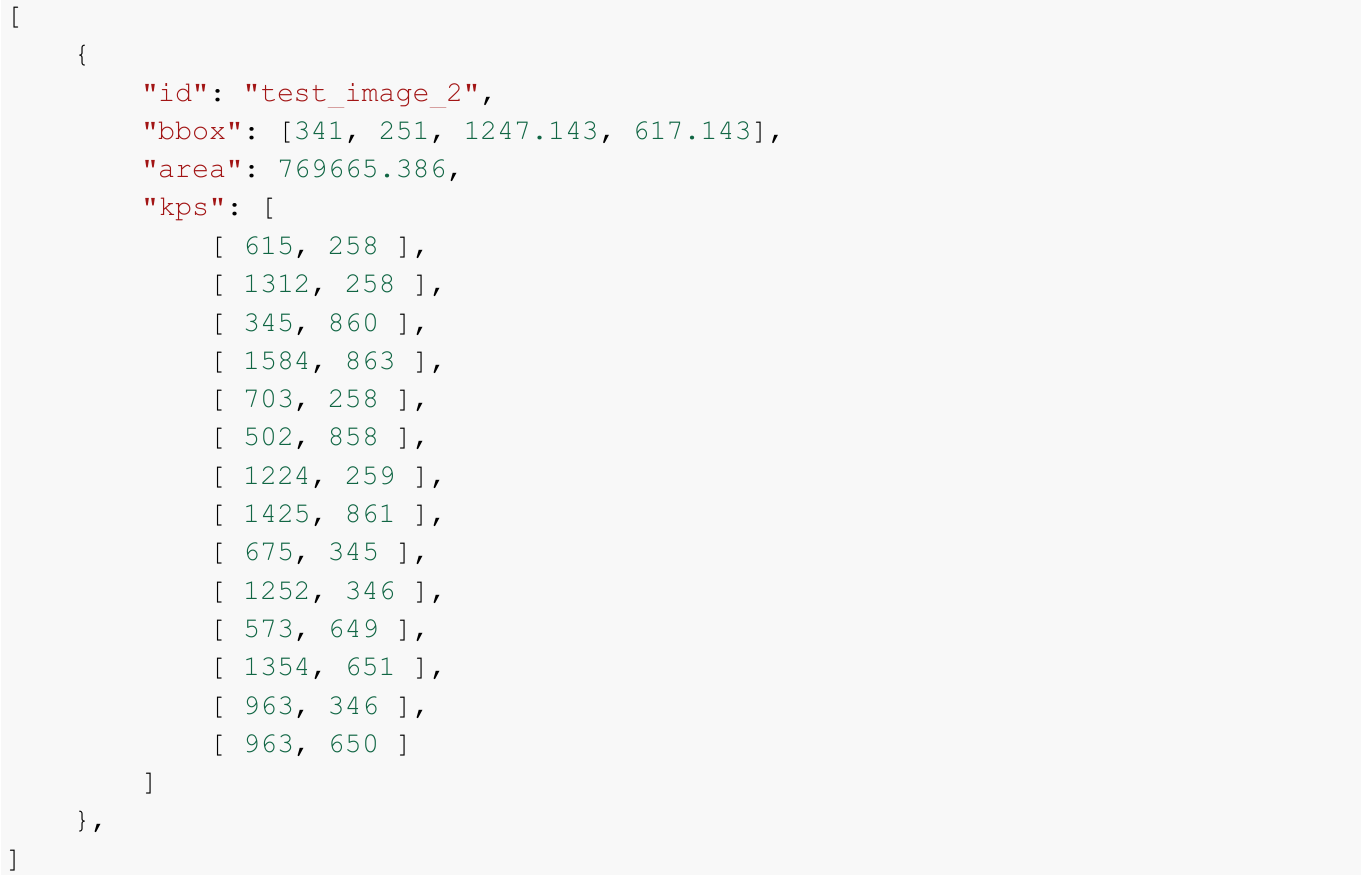 [
{
"id": "test_image_2",
"bbox": [341, 251, 1247.143, 617.143],
"area": 769665.386,
"kps": [
[ 615, 258 ],
[ 1312, 258 ],
[ 345, 860 ],
[ 1584, 863 ],
[ 703, 258 ],
[ 502, 858 ],
[ 1224, 259 ],
[ 1425, 861 ],
[ 675, 345 ],
[ 1252, 346 ],
[ 573, 649 ],
[ 1354, 651 ],
[ 963, 346 ],
[ 963, 650 ]
]
},
]